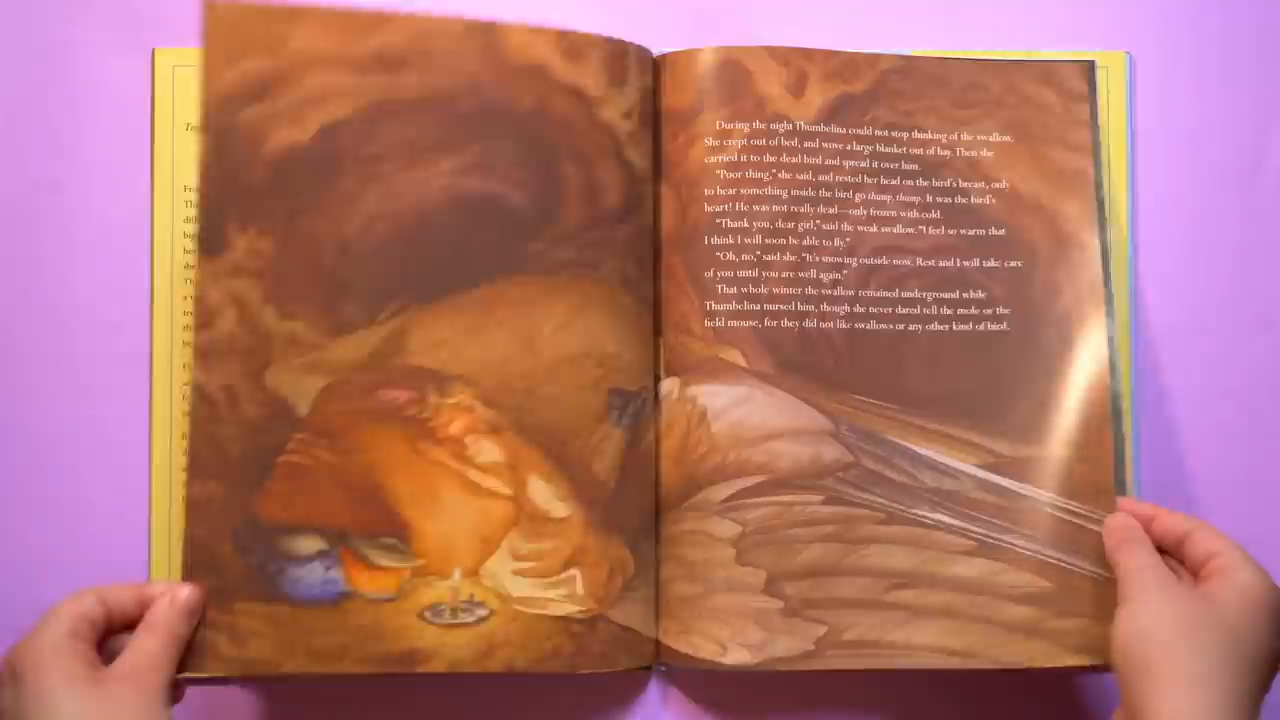 During the night Thumbelina could not stop thinking of the swallow.
She crept out of bed, and wove a large blanket out of hay. Then she
carried it to the dead bird and spread it over him.
“Poor thing,” she said, and rested her head on the bird’s breast, only
to hear something inside the bird go thump, thump. It was the bird’s
heart! He was not really dead—only frozen with cold.
“Thank you, dear girl,” said the weak swallow. “I feel so warm that
I think I will soon be able to fly.”
“Oh, no,” said she. “It’s snowing outside now. Rest and I will take care
of you until you are well again.”
That whole winter the swallow remained underground while
Thumbelina nursed him, though she never dared tell the mole or the
field mouse, for they did not like swallows or any other kind of bird.